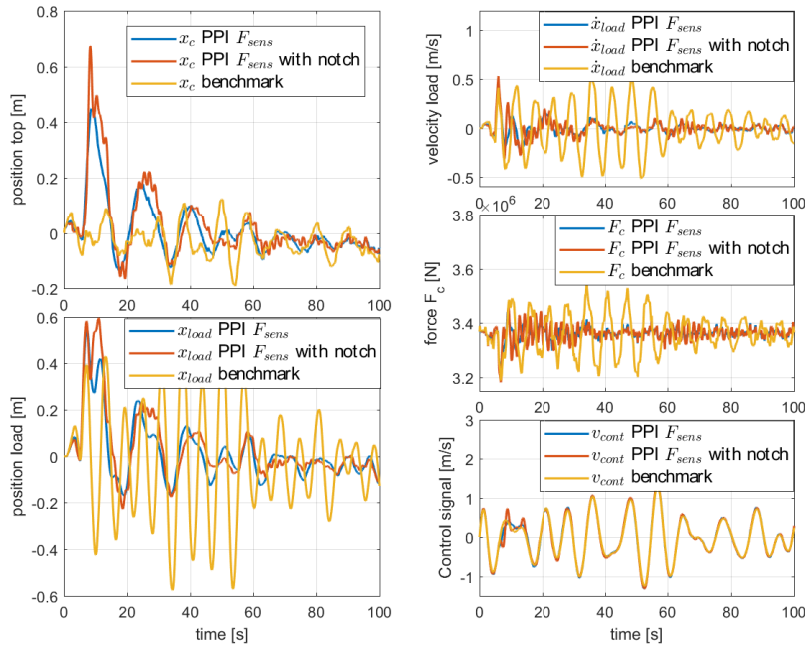 position top [m]
0.8
0.6
0.4
0.2
0
-0.2
0 20 40 60 80 100
x_c PPI F_sens
x_c PPI F_sens with notch
x_c benchmark
position load [m]
0.6
0.4
0.2
0
-0.2
-0.4
-0.6
0 20 40 60 80 100
time [s]
x_load PPI F_sens
x_load PPI F_sens with notch
x_load benchmark
velocity load [m/s]
1
0.5
0
-0.5
0 20 40 60 80 100
ẋ_load PPI F_sens
ẋ_load PPI F_sens with notch
ẋ_load benchmark
×10^6
force F_c [N]
3.8
3.6
3.4
3.2
0 20 40 60 80 100
F_c PPI F_sens
F_c PPI F_sens with notch
F_c benchmark
Control signal [m/s]
3
2
1
0
-1
0 20 40 60 80 100
time [s]
v_cont PPI F_sens
v_cont PPI F_sens with notch
v_cont benchmark